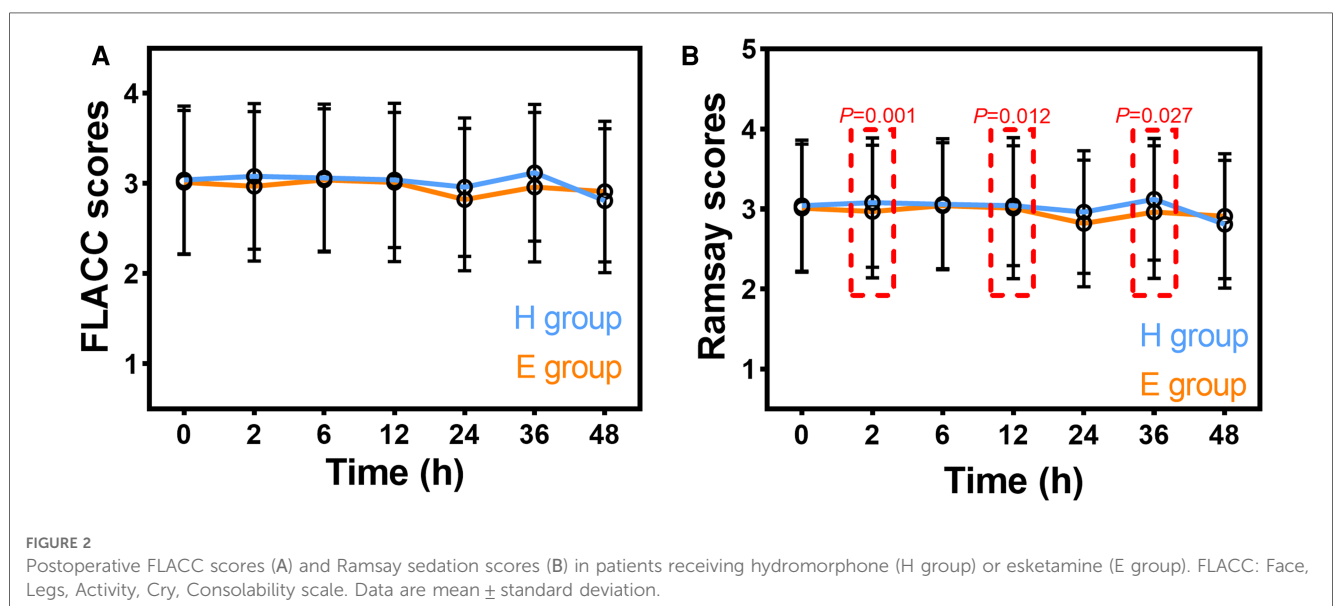 A
FLACC scores
4
3
2
1
H group
E group
0 2 6 12 24 36 48
Time (h)
B
Ramsay scores
5
4
3
2
1
P=0.001 P=0.012 P=0.027
H group
E group
0 2 6 12 24 36 48
Time (h)
FIGURE 2
Postoperative FLACC scores (A) and Ramsay sedation scores (B) in patients receiving hydromorphone (H group) or esketamine (E group). FLACC: Face,
Legs, Activity, Cry, Consolability scale. Data are mean ± standard deviation.